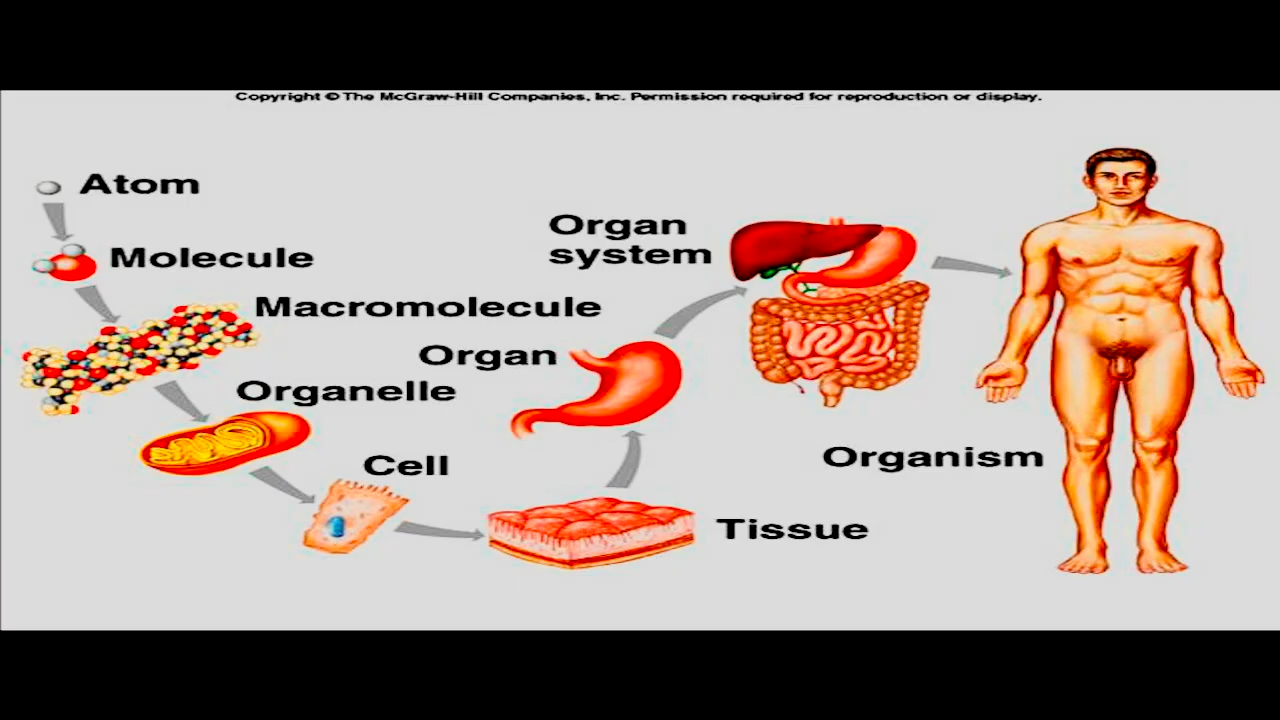 Copyright © The McGraw-Hill Companies, Inc. Permission required for reproduction or display.
Atom
Molecule
Macromolecule
Organelle
Cell
Tissue
Organ
Organ
system
Organism